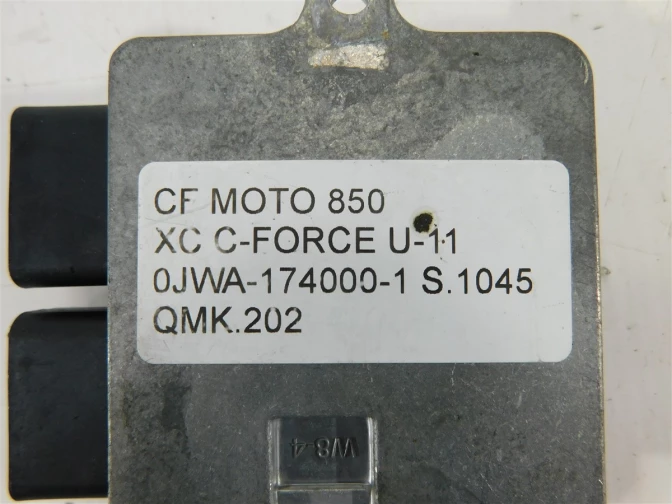 CF MOTO 850
XC C-FORCE U-11
0JWA-174000-1 S.1045
QMK.202
W8-4